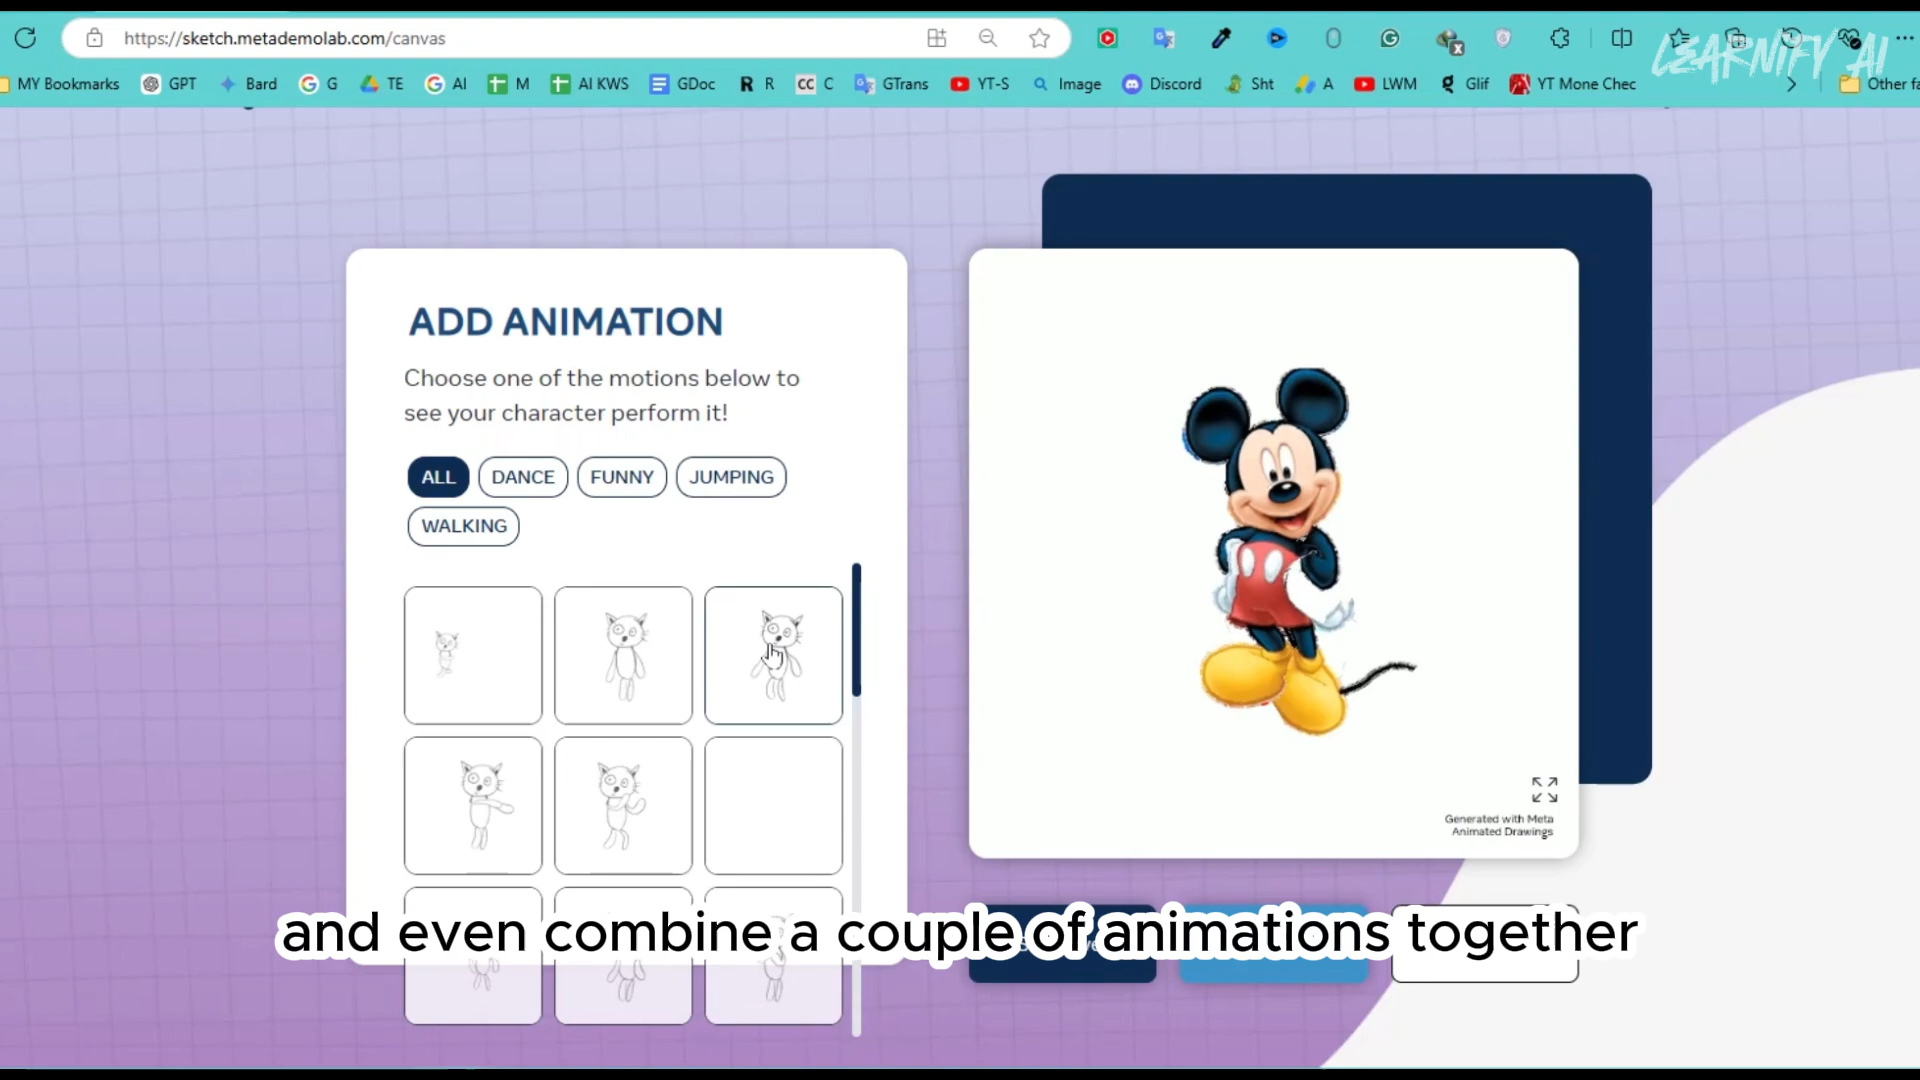 https://sketch.metademolab.com/canvas
LEARNIFY AI
MY Bookmarks GPT Bard G TE AI M AI KWS GDoc R R CC C GTrans YT-S Image Discord Sht A LWM Glif YT Mone Chec Other fa
ADD ANIMATION
Choose one of the motions below to
see your character perform it!
ALL DANCE FUNNY JUMPING
WALKING
Generated with Meta
Animated Drawings
and even combine a couple of animations together